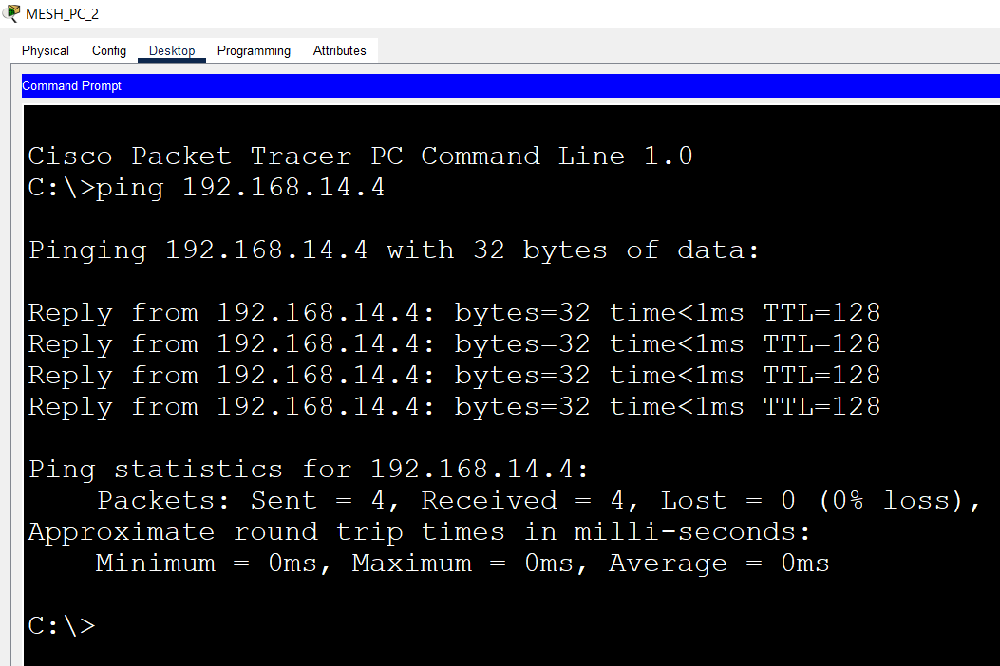 MESH_PC_2
Physical Config Desktop Programming Attributes
Command Prompt
Cisco Packet Tracer PC Command Line 1.0
C:\>ping 192.168.14.4
Pinging 192.168.14.4 with 32 bytes of data:
Reply from 192.168.14.4: bytes=32 time<1ms TTL=128
Reply from 192.168.14.4: bytes=32 time<1ms TTL=128
Reply from 192.168.14.4: bytes=32 time<1ms TTL=128
Reply from 192.168.14.4: bytes=32 time<1ms TTL=128
Ping statistics for 192.168.14.4:
Packets: Sent = 4, Received = 4, Lost = 0 (0% loss),
Approximate round trip times in milli-seconds:
Minimum = 0ms, Maximum = 0ms, Average = 0ms
C:\>